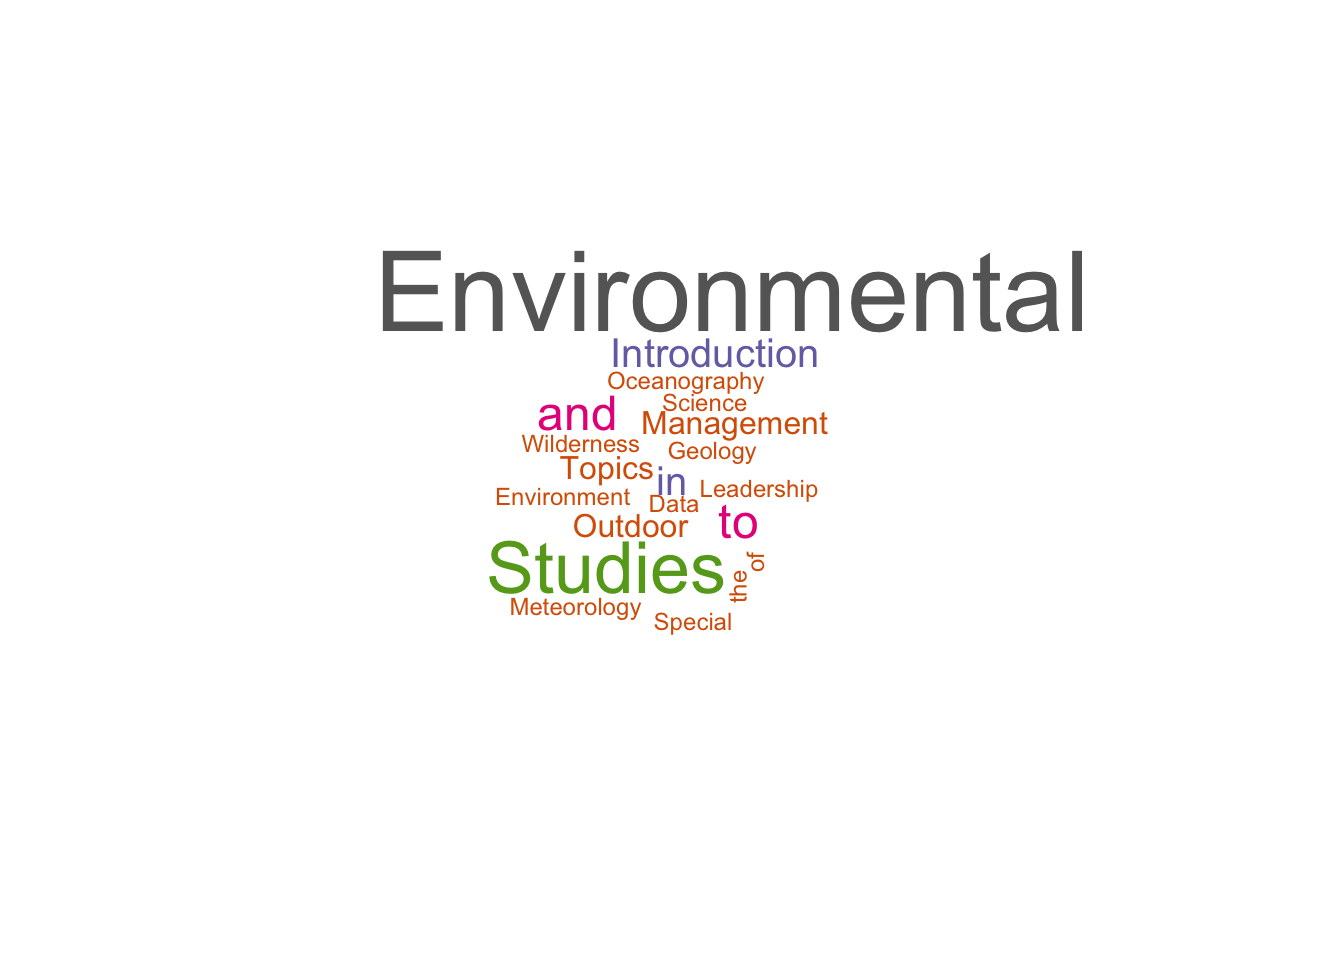 Environmental
Introduction
Oceanography
Science
and
Management
Wilderness
Geology
Topics
in
Leadership
Environment
Data
Outdoor
to
Studies
of
the
Meteorology
Special